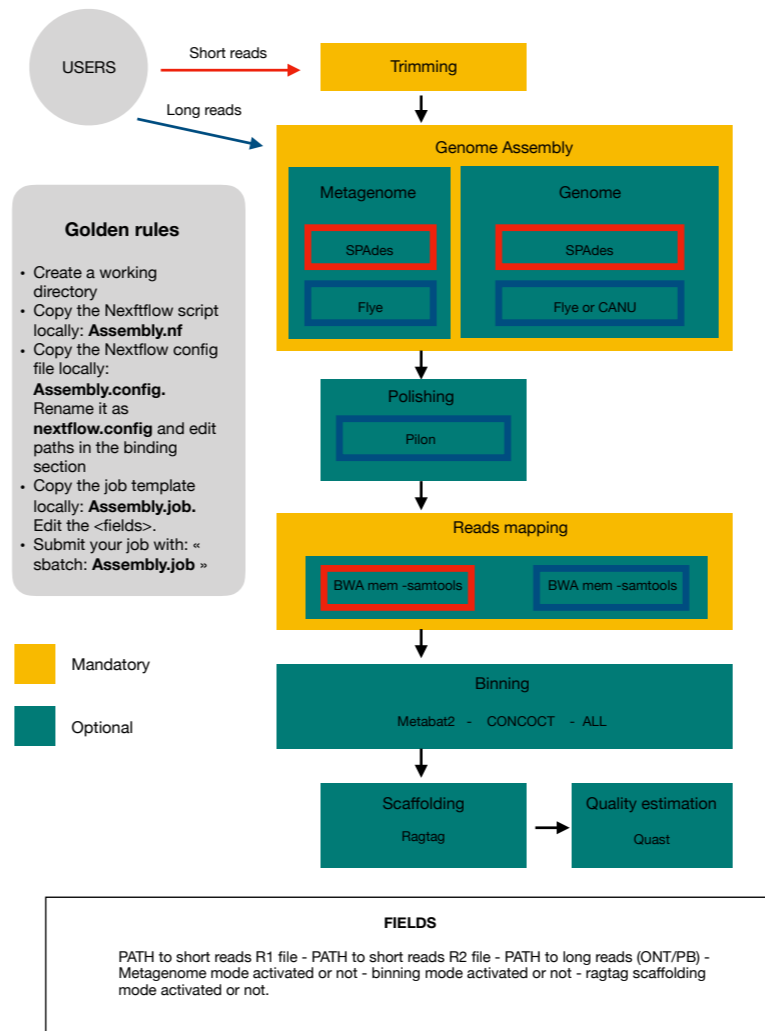 USERS
Short reads
Long reads
Trimming
Genome Assembly
Metagenome
SPAdes
Flye
Genome
SPAdes
Flye or CANU
Golden rules
• Create a working
directory
• Copy the Nexftflow script
locally: Assembly.nf
• Copy the Nextflow config
file locally:
Assembly.config.
Rename it as
nextflow.config and edit
paths in the binding
section
• Copy the job template
locally: Assembly.job.
Edit the <fields>.
• Submit your job with: «
sbatch: Assembly.job »
Polishing
Pilon
Reads mapping
BWA mem -samtools
BWA mem -samtools
Mandatory
Optional
Binning
Metabat2 - CONCOCT - ALL
Scaffolding
Ragtag
Quality estimation
Quast
FIELDS
PATH to short reads R1 file - PATH to short reads R2 file - PATH to long reads (ONT/PB) -
Metagenome mode activated or not - binning mode activated or not - ragtag scaffolding
mode activated or not.